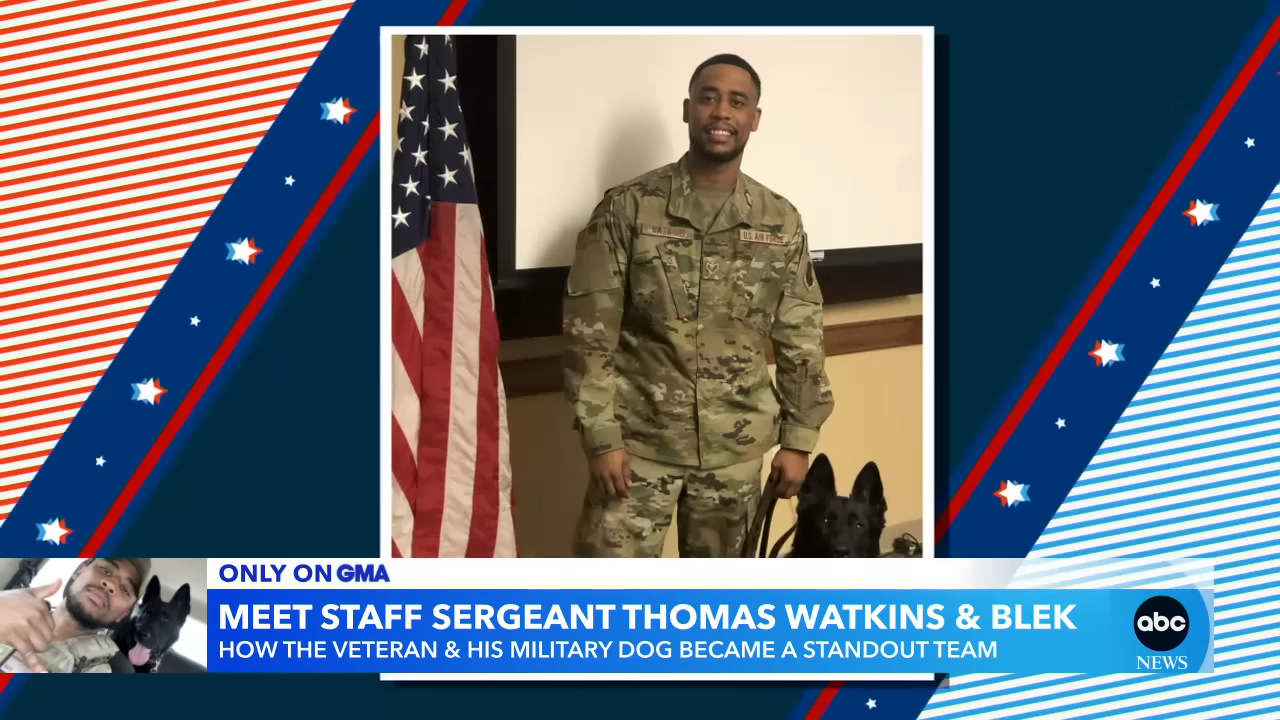 U.S. AIR FORCE
ONLY ON GMA
MEET STAFF SERGEANT THOMAS WATKINS & BLEK
HOW THE VETERAN & HIS MILITARY DOG BECAME A STANDOUT TEAM
abc
NEWS